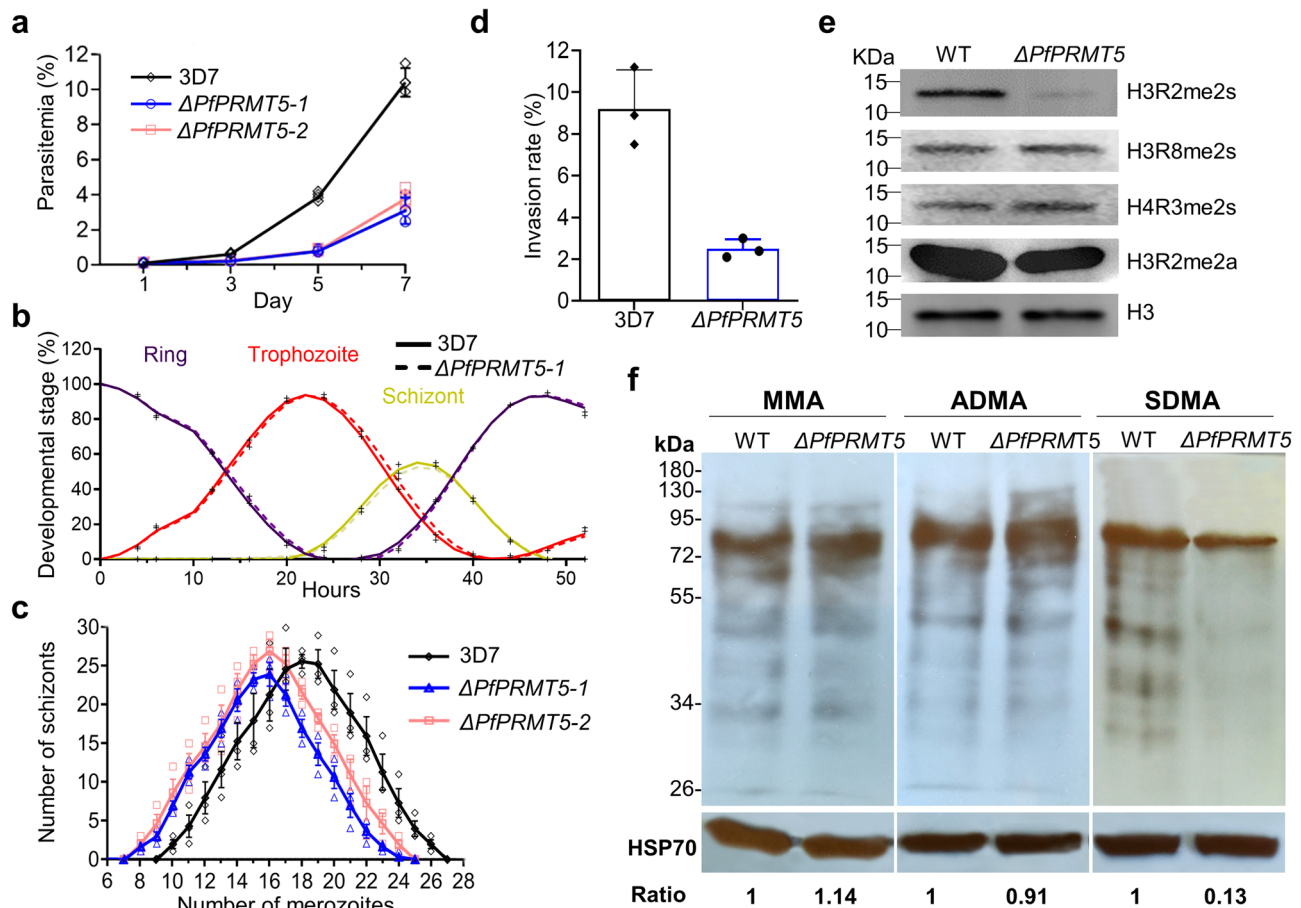 a
Parasitemia (%)
12
10
8
6
4
2
0
1 3 5 7
Day
3D7
ΔPfPRMT5-1
ΔPfPRMT5-2
b
Developmental stage (%)
120
100
80
60
40
20
0
0 10 20 30 40 50
Hours
Ring
Trophozoite
Schizont
3D7
ΔPfPRMT5-1
c
Number of schizonts
30
25
20
15
10
5
0
6 8 10 12 14 16 18 20 22 24 26 28
Number of merozoites
3D7
ΔPfPRMT5-1
ΔPfPRMT5-2
d
Invasion rate (%)
12
10
8
6
4
2
0
3D7 ΔPfPRMT5
e
KDa WT ΔPfPRMT5
15
10
H3R2me2s
15
10
H3R8me2s
15
10
H4R3me2s
15
10
H3R2me2a
15
10
H3
f
MMA ADMA SDMA
kDa WT ΔPfPRMT5 WT ΔPfPRMT5 WT ΔPfPRMT5
180-
130-
95-
72-
55-
34-
26-
HSP70
Ratio 1 1.14 1 0.91 1 0.13